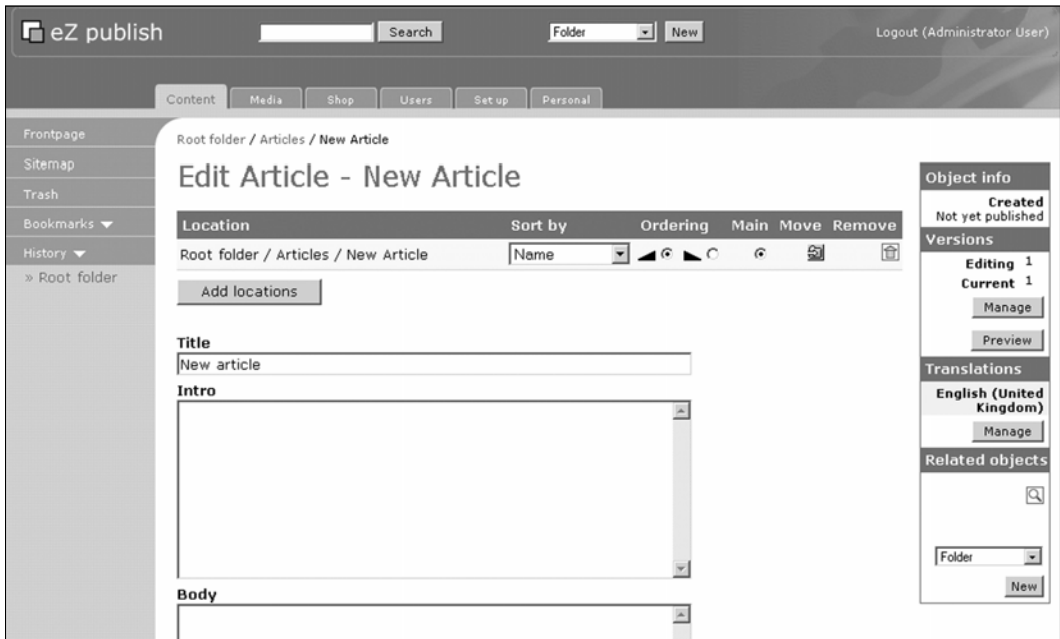 eZ publish Search Folder New Logout (Administrator User)
Content Media Shop Users Set up Personal
Frontpage
Sitemap
Trash
Bookmarks
History
» Root folder
Root folder / Articles / New Article
Edit Article - New Article
Location Sort by Ordering Main Move Remove
Root folder / Articles / New Article Name
Add locations
Title
New article
Intro
Body
Object info
Created
Not yet published
Versions
Editing 1
Current 1
Manage
Preview
Translations
English (United
Kingdom)
Manage
Related objects
Folder
New